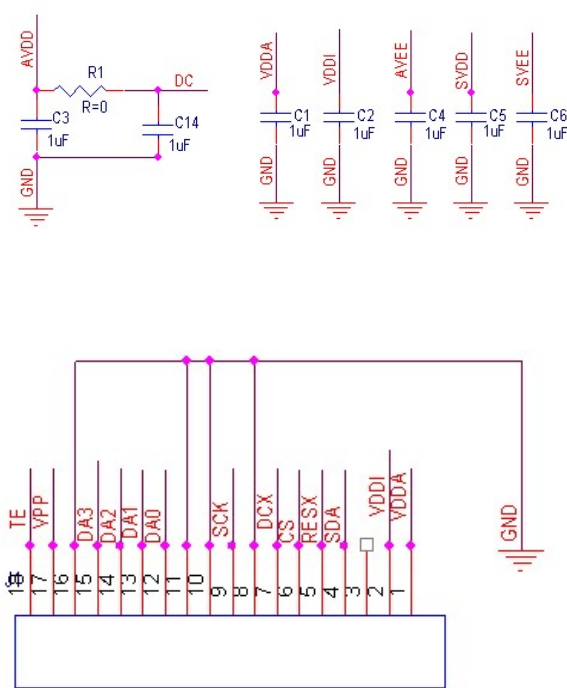 AVDD
R1
DC
R=0
C3
1uF
C14
1uF
GND
VDDA
VDDI
AVEE
SVDD
SVEE
C1
1uF
C2
1uF
C4
1uF
C5
1uF
C6
1uF
GND
GND
GND
GND
GND
TE
VPP
DA3
DA2
DA1
DA0
SCK
DCX
CS
RESX
SDA
VDDI
VDDA
GND
18
17
16
15
14
13
12
11
10
9
8
7
6
5
4
3
2
1